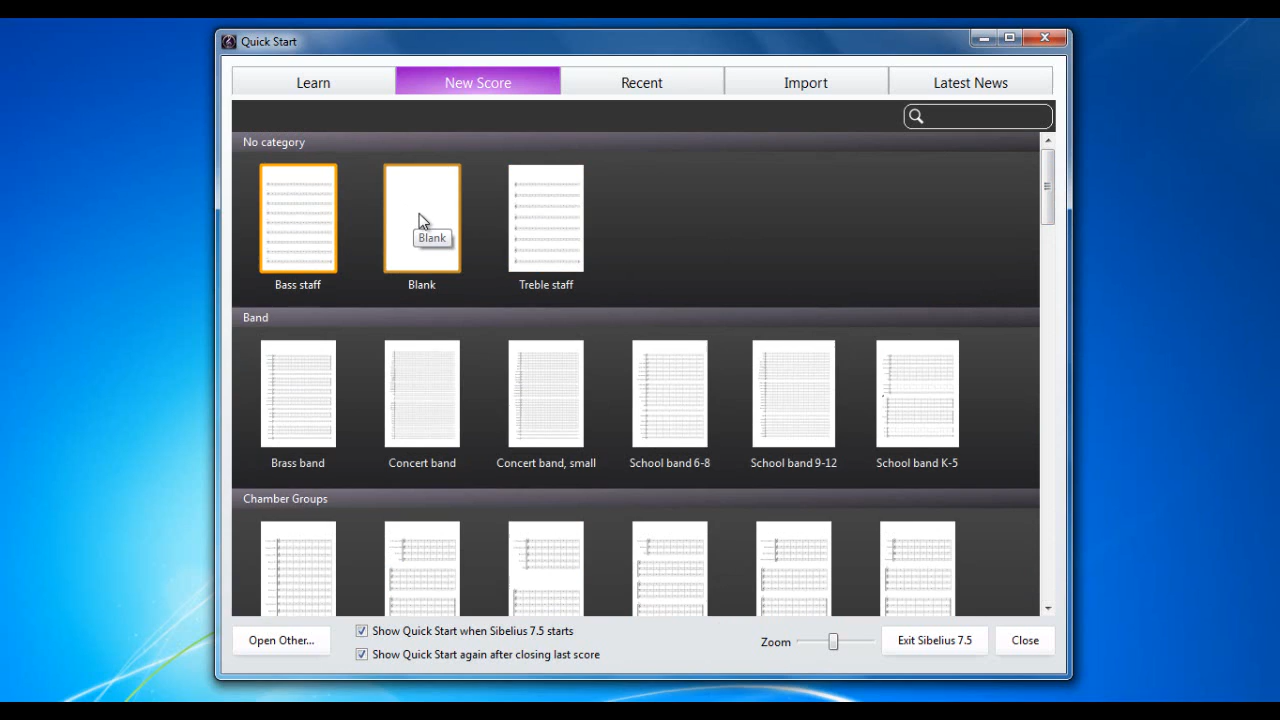 Quick Start
Learn
New Score
Recent
Import
Latest News
No category
Blank
Bass staff
Blank
Treble staff
Band
Brass band
Concert band
Concert band, small
School band 6-8
School band 9-12
School band K-5
Chamber Groups
Open Other...
Show Quick Start when Sibelius 7.5 starts
Show Quick Start again after closing last score
Zoom
Exit Sibelius 7.5
Close